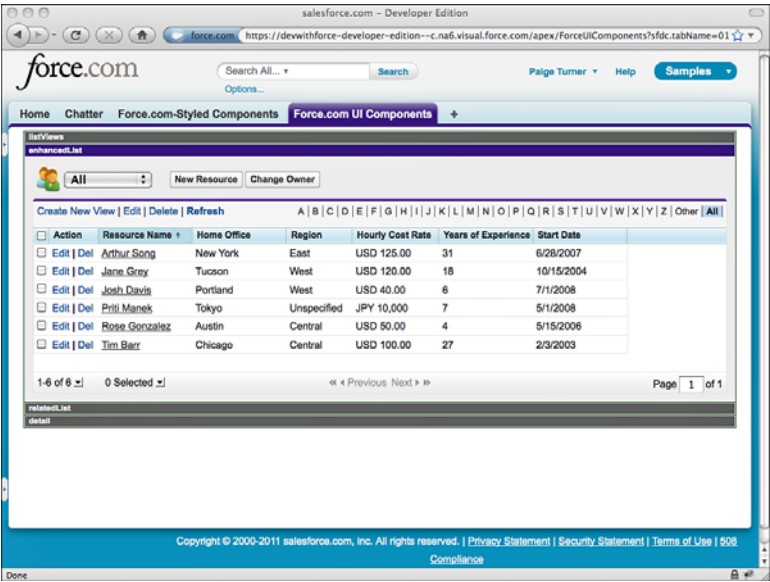 salesforce.com – Developer Edition
force.com https://devwithforce-developer-edition--c.na6.visual.force.com/apex/ForceUIComponents?sfdc.tabName=01
force.com Search All... Search Paige Turner Help Samples
Options...
Home Chatter Force.com-Styled Components Force.com UI Components +
listViews
enhancedList
All New Resource Change Owner
Create New View | Edit | Delete | Refresh A | B | C | D | E | F | G | H | I | J | K | L | M | N | O | P | Q | R | S | T | U | V | W | X | Y | Z | Other | All
Action Resource Name ↑ Home Office Region Hourly Cost Rate Years of Experience Start Date
Edit | Del Arthur Song New York East USD 125.00 31 6/28/2007
Edit | Del Jane Grey Tucson West USD 120.00 18 10/15/2004
Edit | Del Josh Davis Portland West USD 40.00 6 7/1/2008
Edit | Del Priti Manek Tokyo Unspecified JPY 10,000 7 5/1/2008
Edit | Del Rose Gonzalez Austin Central USD 50.00 4 5/15/2006
Edit | Del Tim Barr Chicago Central USD 100.00 27 2/3/2003
1-6 of 6 0 Selected Previous Next Page 1 of 1
relatedList
detail
Copyright © 2000-2011 salesforce.com, inc. All rights reserved. | Privacy Statement | Security Statement | Terms of Use | 508
Compliance
Done